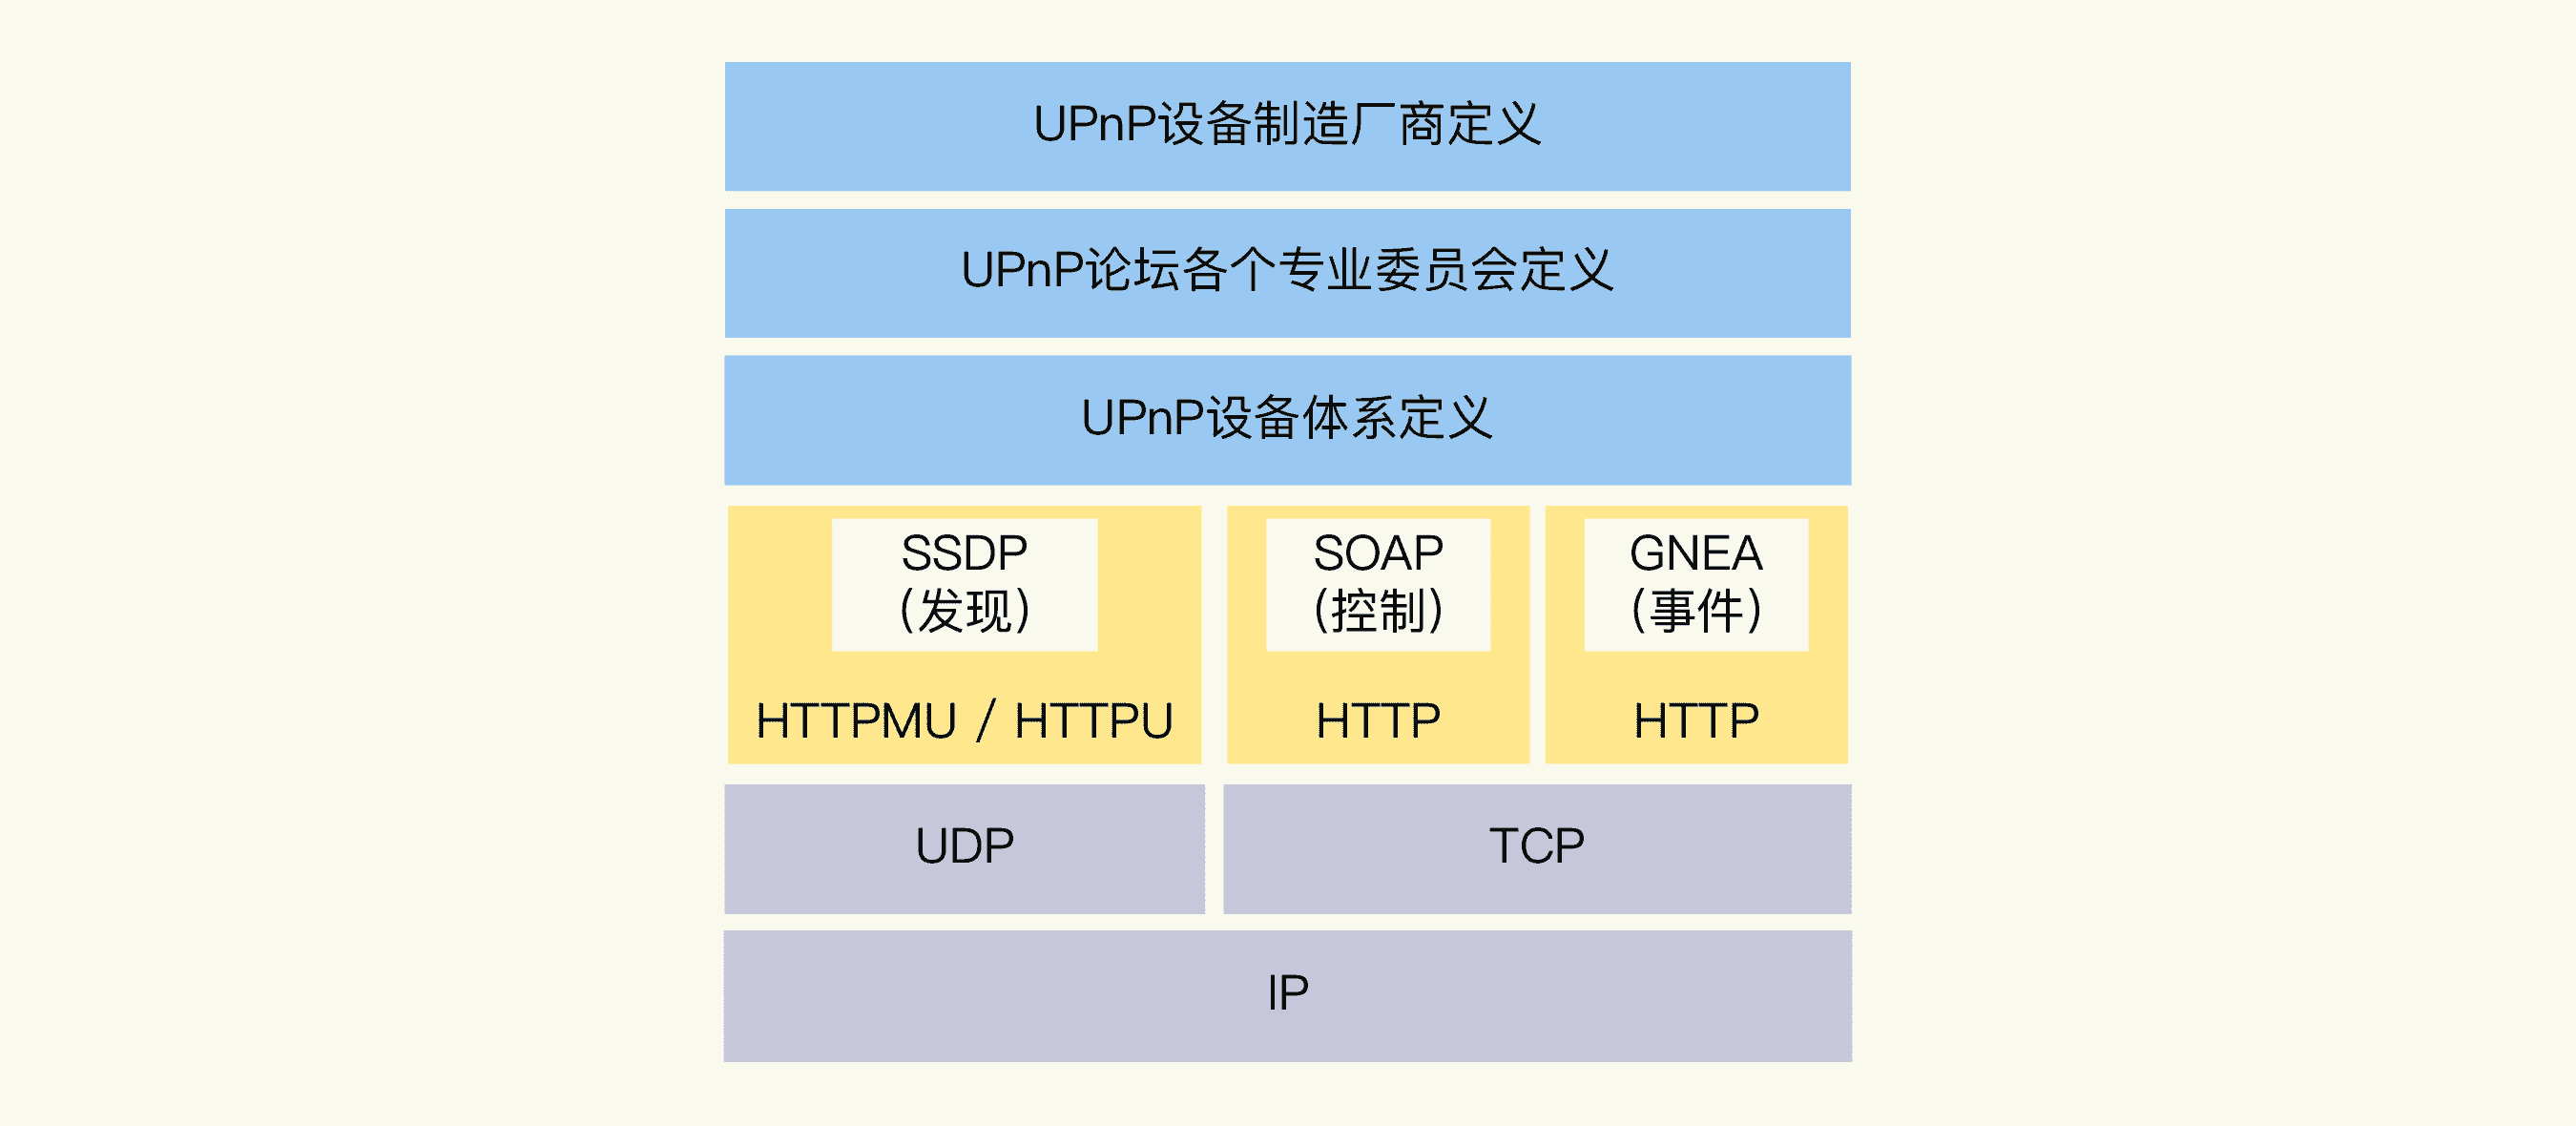 UPnP设备制造厂商定义
UPnP论坛各个专业委员会定义
UPnP设备体系定义
SSDP
（发现）
HTTPMU / HTTPU
SOAP
（控制）
HTTP
GNEA
（事件）
HTTP
UDP
TCP
IP